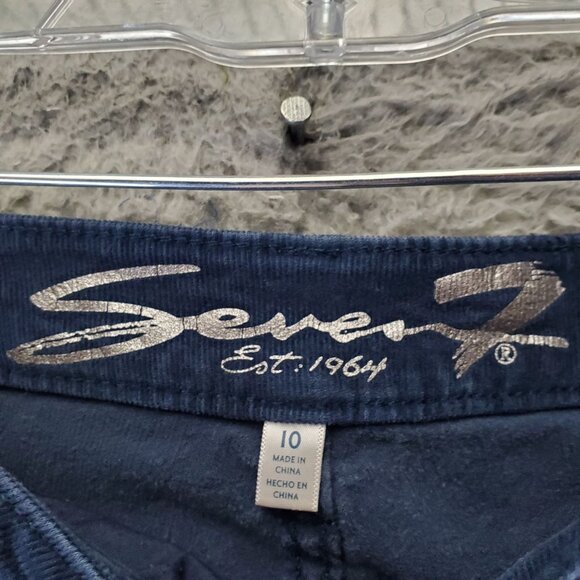 Seven7®
Est: 1964
10
MADE IN
CHINA
HECHO EN
CHINA